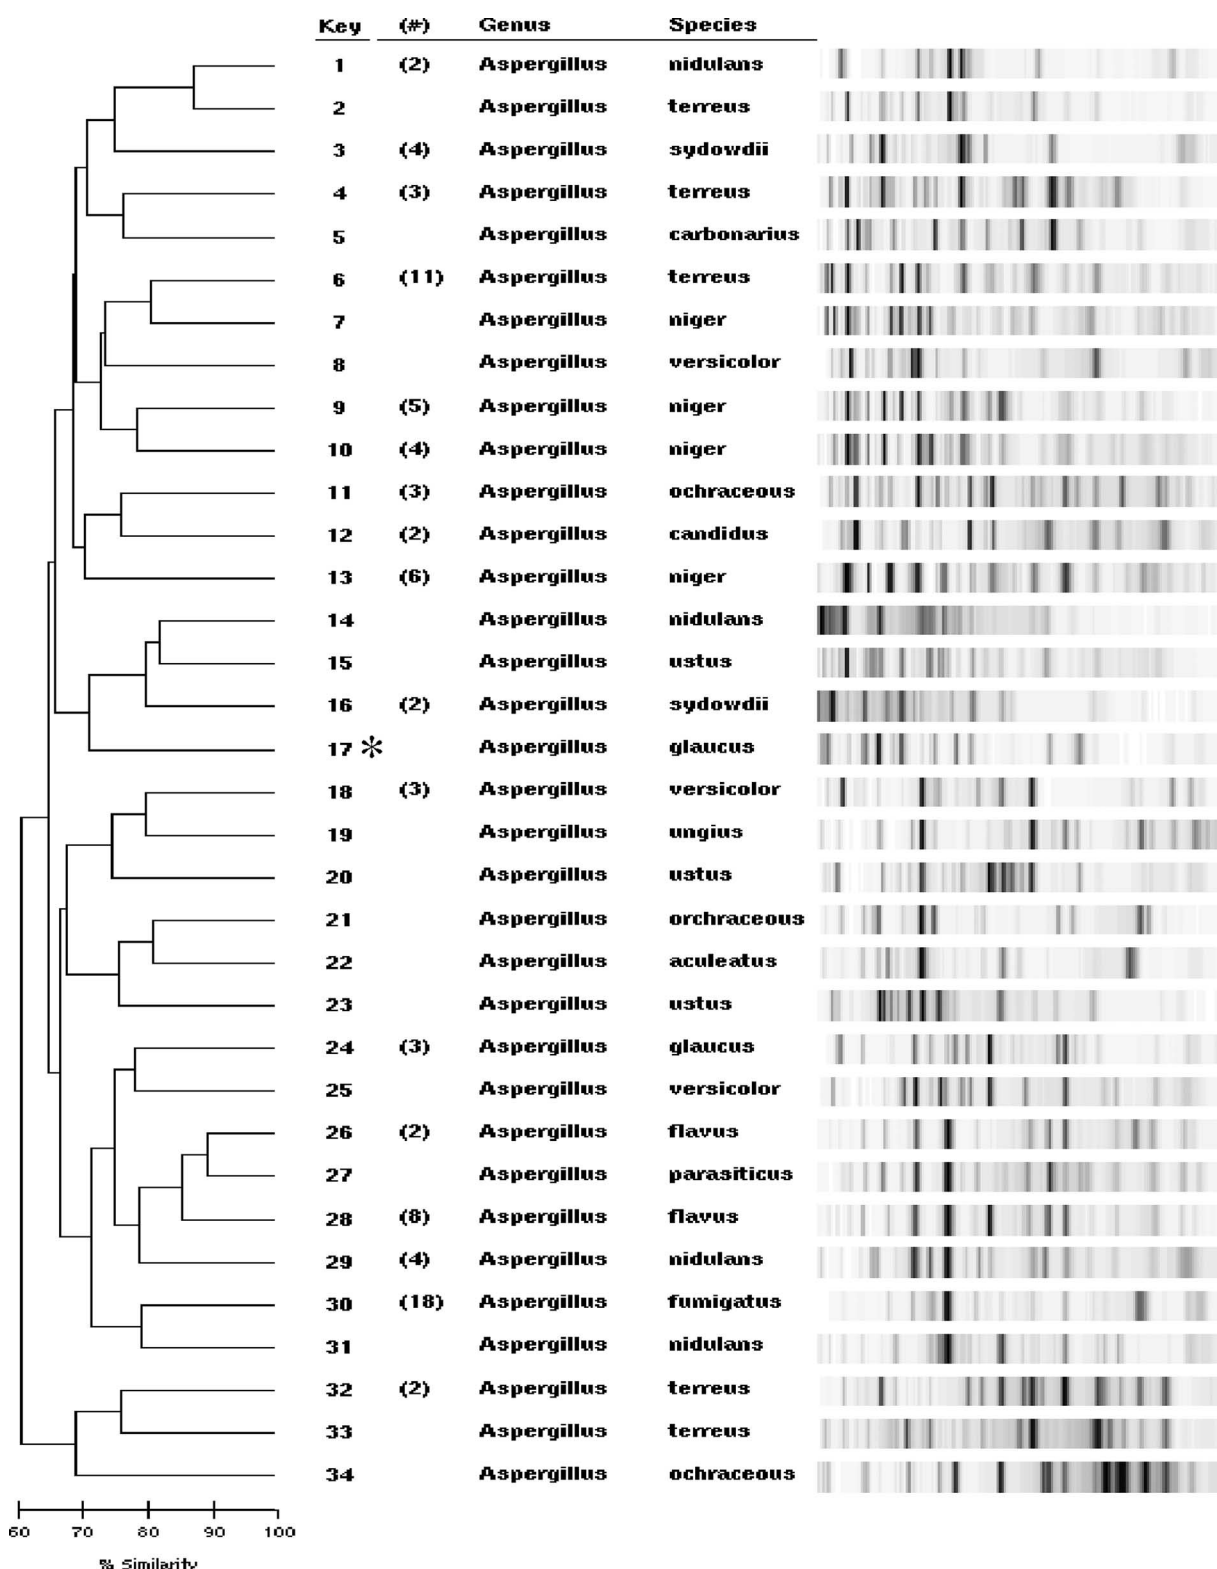 Key (#) Genus Species
1 (2) Aspergillus nidulans
2 Aspergillus terreus
3 (4) Aspergillus sydowdii
4 (3) Aspergillus terreus
5 Aspergillus carbonarius
6 (11) Aspergillus terreus
7 Aspergillus niger
8 Aspergillus versicolor
9 (5) Aspergillus niger
10 (4) Aspergillus niger
11 (3) Aspergillus ochraceous
12 (2) Aspergillus candidus
13 (6) Aspergillus niger
14 Aspergillus nidulans
15 Aspergillus ustus
16 (2) Aspergillus sydowdii
17 * Aspergillus glaucus
18 (3) Aspergillus versicolor
19 Aspergillus ungius
20 Aspergillus ustus
21 Aspergillus orchraceous
22 Aspergillus aculeatus
23 Aspergillus ustus
24 (3) Aspergillus glaucus
25 Aspergillus versicolor
26 (2) Aspergillus flavus
27 Aspergillus parasiticus
28 (8) Aspergillus flavus
29 (4) Aspergillus nidulans
30 (18) Aspergillus fumigatus
31 Aspergillus nidulans
32 (2) Aspergillus terreus
33 Aspergillus terreus
34 Aspergillus ochraceous
60 70 80 90 100
% Similarity